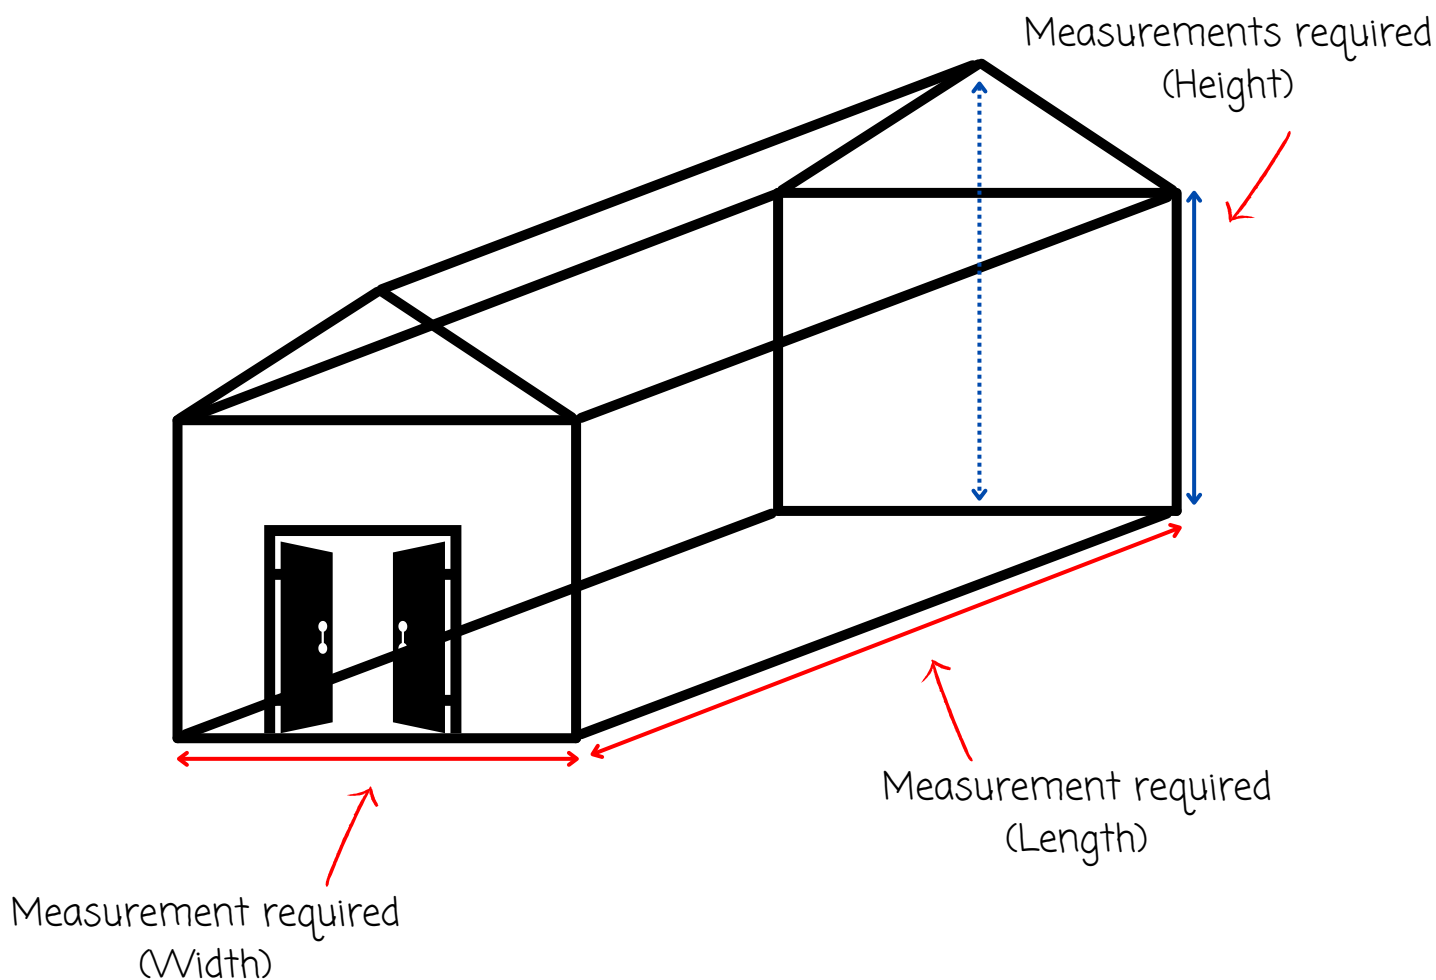 Measurements required
(Height)
Measurement required
(Length)
Measurement required
(Width)